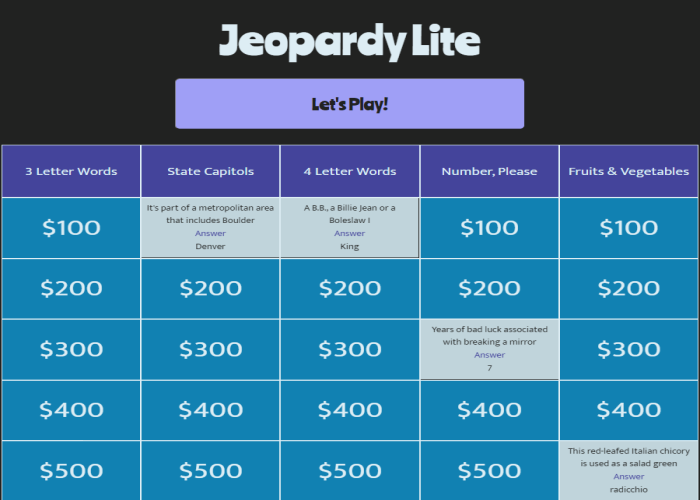 Jeopardy Lite
Let's Play!
3 Letter Words State Capitols 4 Letter Words Number, Please Fruits & Vegetables
$100
It's part of a metropolitan area
that includes Boulder
Answer
Denver
A B.B., a Billie Jean or a
Boleslaw I
Answer
King
$100 $100
$200 $200 $200 $200 $200
$300 $300 $300
Years of bad luck associated
with breaking a mirror
Answer
7
$300
$400 $400 $400 $400 $400
$500 $500 $500 $500
This red-leafed Italian chicory
is used as a salad green
Answer
radicchio